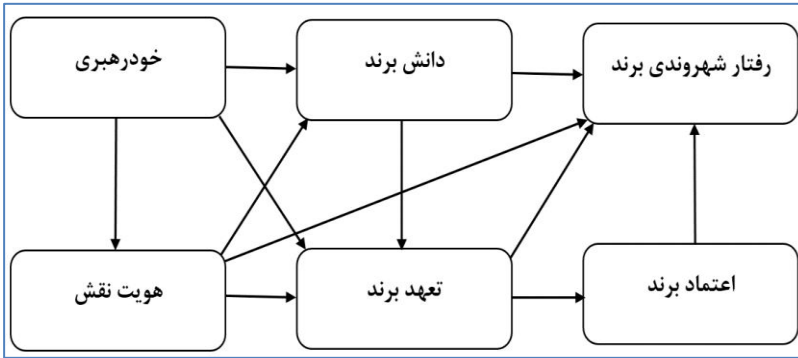 خودرهبری
دانش برند
رفتار شهروندی برند
هویت نقش
تعهد برند
اعتماد برند